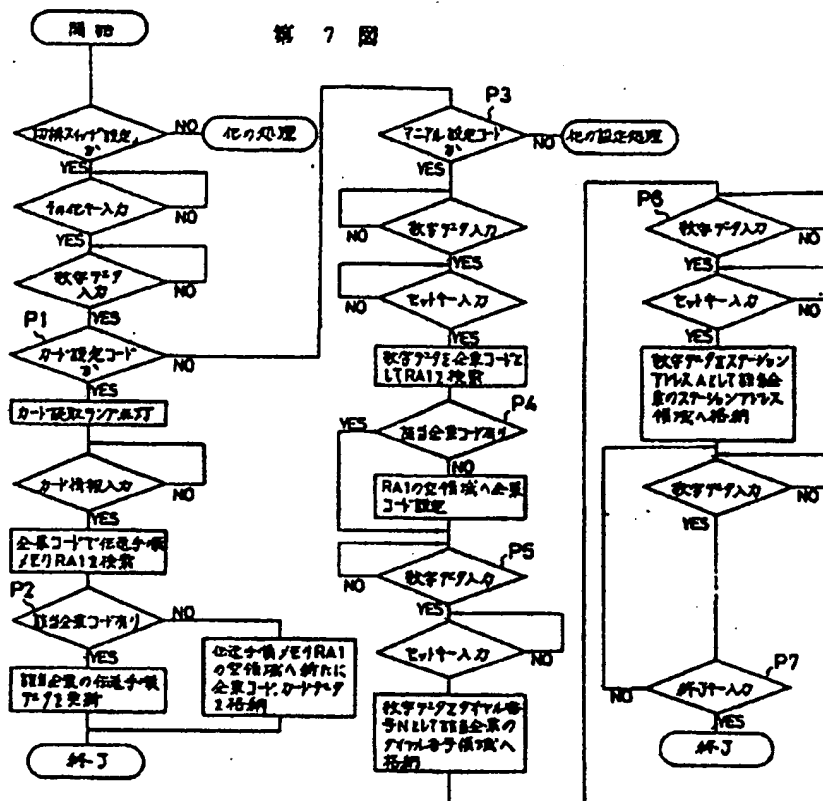 第 7 図
開始
切換スイッチ「設定」
か
NO
他の処理
YES
その他キー入力
NO
YES
数字データ
入力
NO
YES
P1
カード設定コード
か
NO
YES
カード読取ランプ点灯
カード情報入力
NO
YES
企業コードで伝送手順
メモリRA1を検索
P2
該当企業コード有り
NO
YES
該当企業の伝送手順
データを更新
伝送手順メモリRA1
の空領域へ新たに
企業コード、カードデータ
を格納
終了
P3
マニアル設定コード
か
NO
他の設定処理
YES
数字データ入力
NO
YES
セットキー入力
NO
YES
数字データを企業コードと
してRA1を検索
P4
該当企業コード有り
YES
NO
RA1の空領域へ企業
コード設定
P5
数字データ入力
NO
YES
セットキー入力
NO
YES
数字データをダイヤル番
号Nとして該当企業の
ダイヤル番号領域へ
格納
P6
数字データ入力
NO
YES
セットキー入力
NO
YES
数字データをステーション
アドレスAとして該当企
業のステーションアドレス
領域へ格納
数字データ入力
NO
YES
P7
終了キー入力
NO
YES
終了